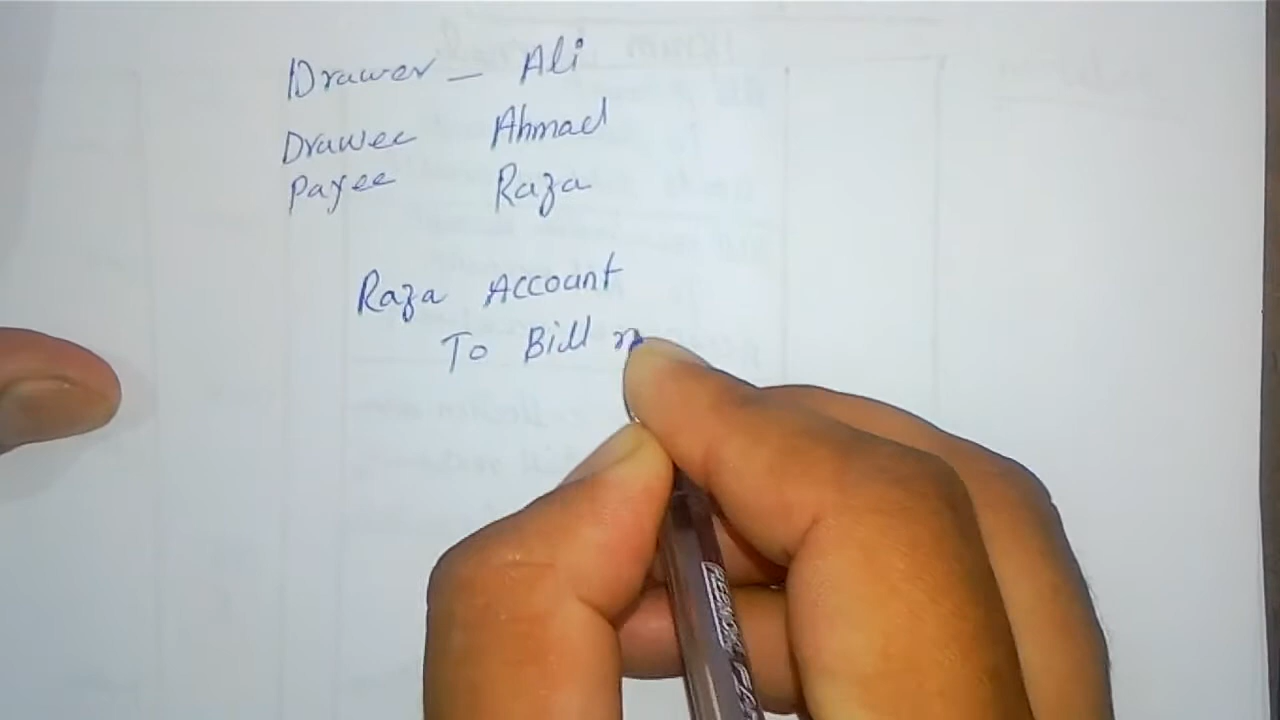 Drawer - Ali
Drawee Ahmad
Payee Raza
Raza Account
To Bill